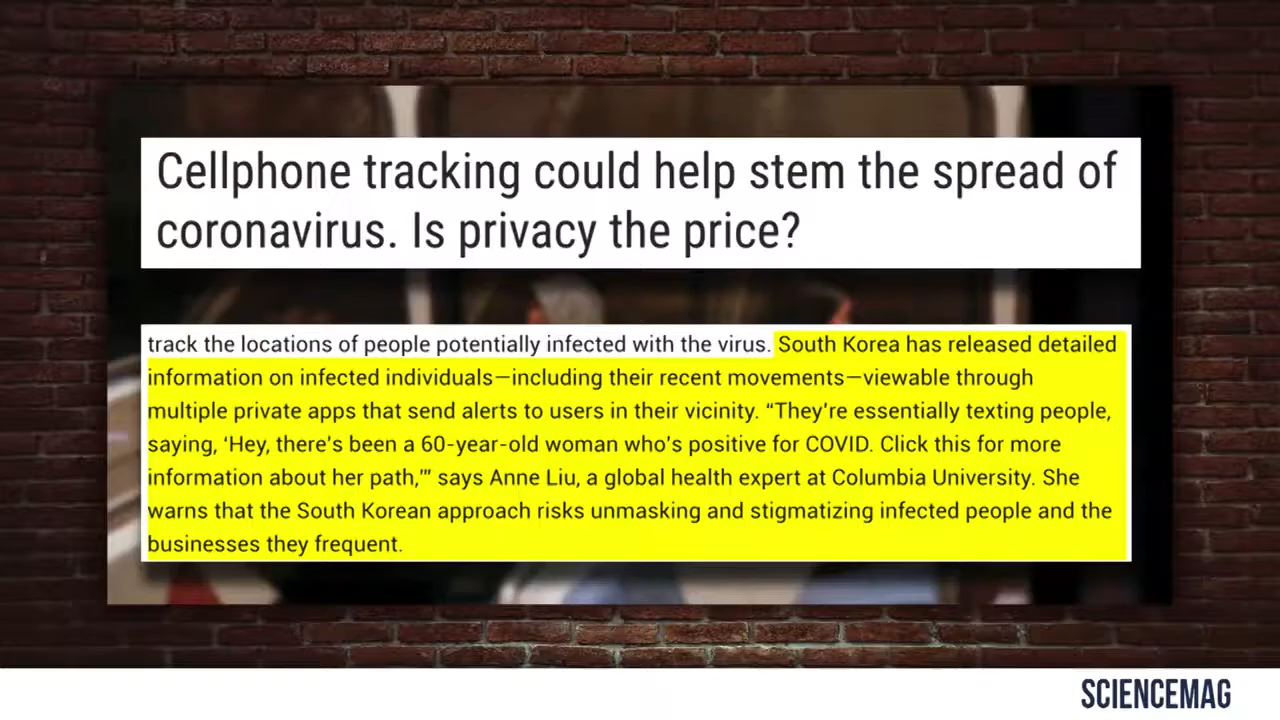 Cellphone tracking could help stem the spread of
coronavirus. Is privacy the price?
track the locations of people potentially infected with the virus. South Korea has released detailed
information on infected individuals—including their recent movements—viewable through
multiple private apps that send alerts to users in their vicinity. “They’re essentially texting people,
saying, ‘Hey, there’s been a 60-year-old woman who’s positive for COVID. Click this for more
information about her path,’” says Anne Liu, a global health expert at Columbia University. She
warns that the South Korean approach risks unmasking and stigmatizing infected people and the
businesses they frequent.
SCIENCEMAG